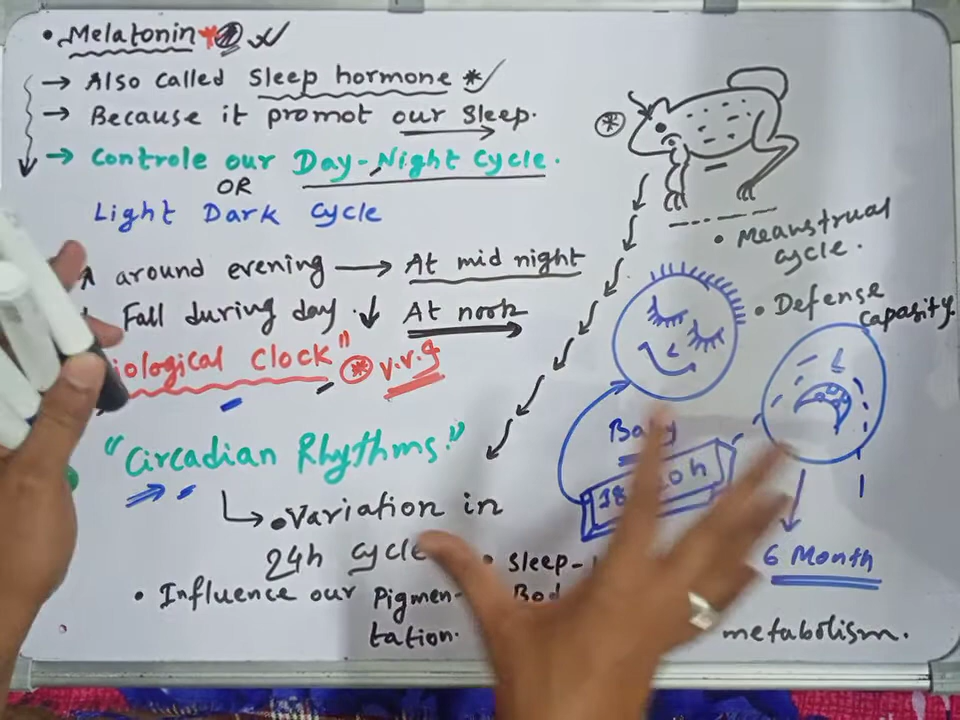 • Melatonin
→ Also called Sleep hormone
→ Because it promot our Sleep.
→ Controle our Day-Night Cycle.
OR
Light Dark Cycle
around evening → At mid night
Fall during day ↓ At noon
iological Clock" V.V.g
"Circadian Rhythms."
• Variation in
24h Cycle
• Influence our Pigmen-
tation.
• Meanstrual
cycle.
• Defense
Capasity.
Baby
6 Month
• Sleep-
metabolism.